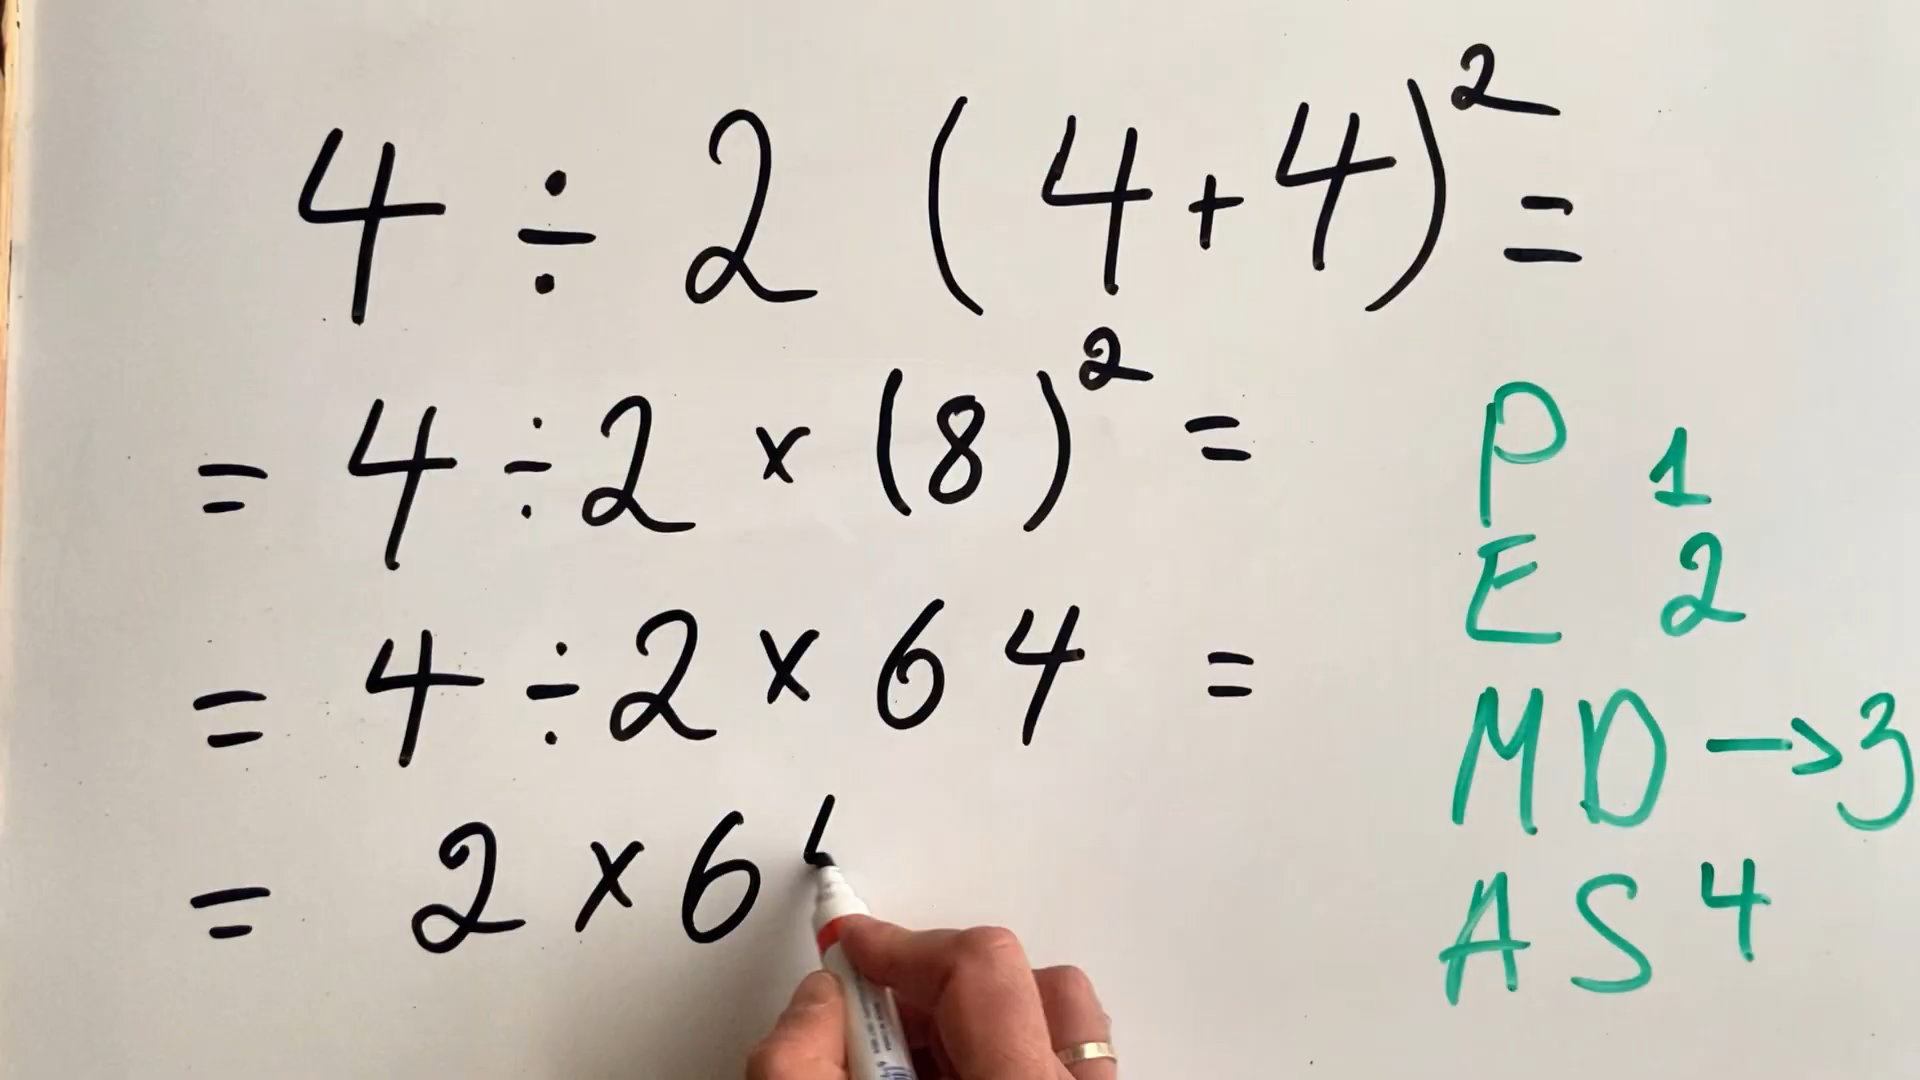 4 ÷ 2 (4+4)² =
= 4 ÷ 2 × (8)² =
= 4 ÷ 2 × 64 =
= 2 × 6
P 1
E 2
MD → 3
AS 4